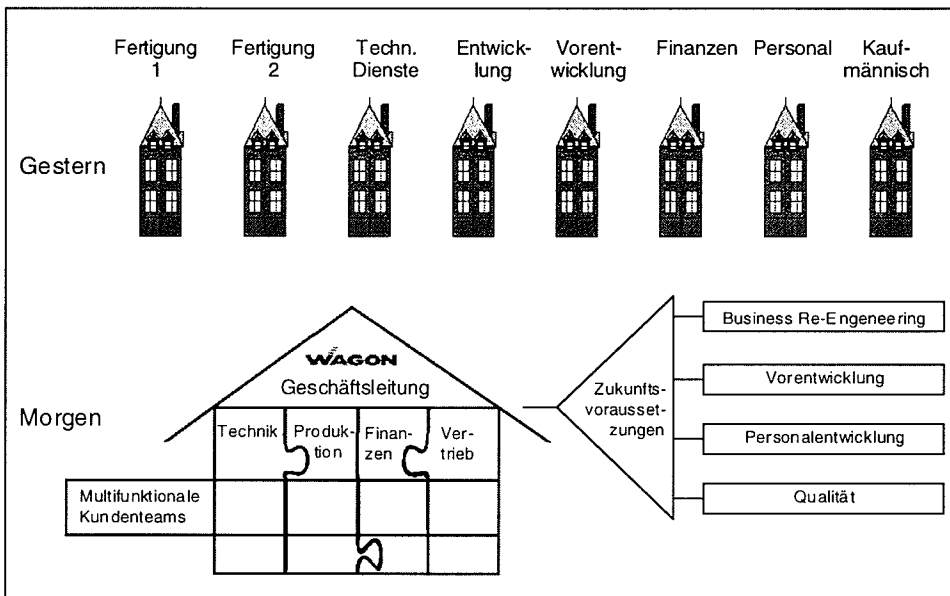 Fertigung 1
Fertigung 2
Techn. Dienste
Entwick-
lung
Vorent-
wicklung
Finanzen
Personal
Kauf-
männisch
Gestern
Morgen
WAGON
Geschäftsleitung
Technik
Produk-
tion
Finan-
zen
Ver-
trieb
Multifunktionale
Kundenteams
Zukunfts-
vorausset-
zungen
Business Re-Engeneering
Vorentwicklung
Personalentwicklung
Qualität